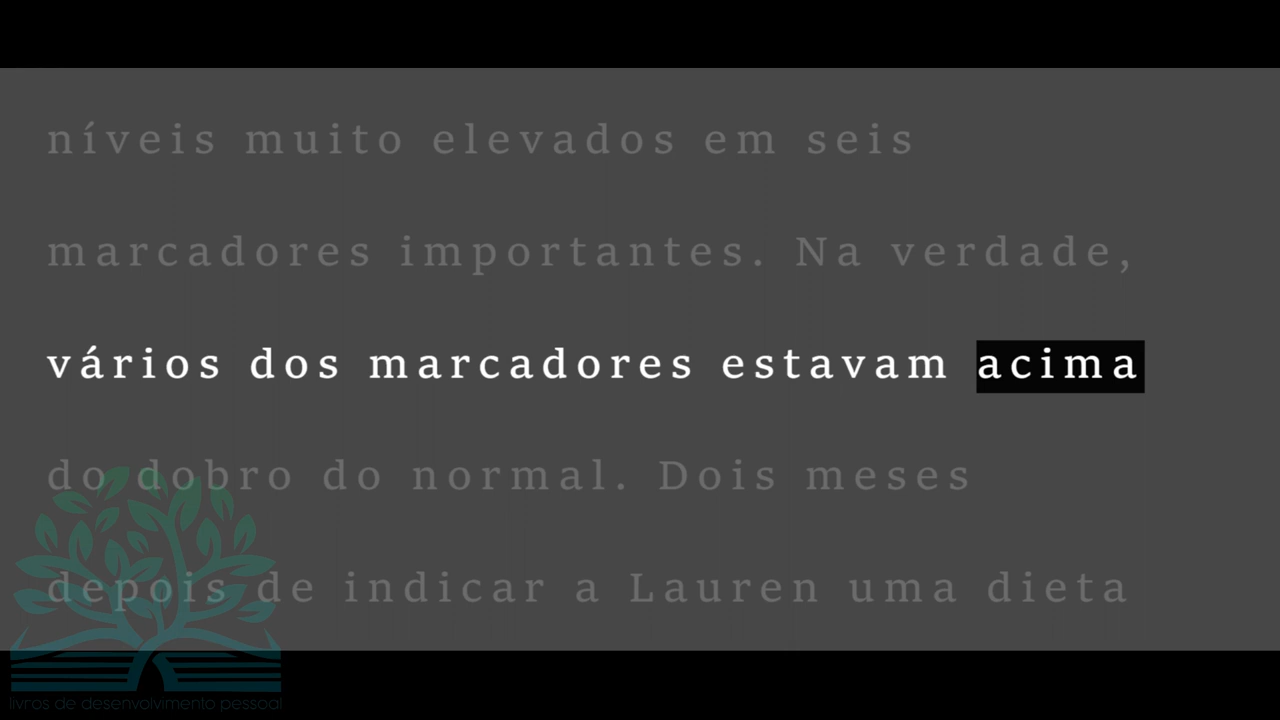 níveis muito elevados em seis
marcadores importantes. Na verdade,
vários dos marcadores estavam acima
do dobro do normal. Dois meses
depois de indicar a Lauren uma dieta
livros de desenvolvimento pessoal